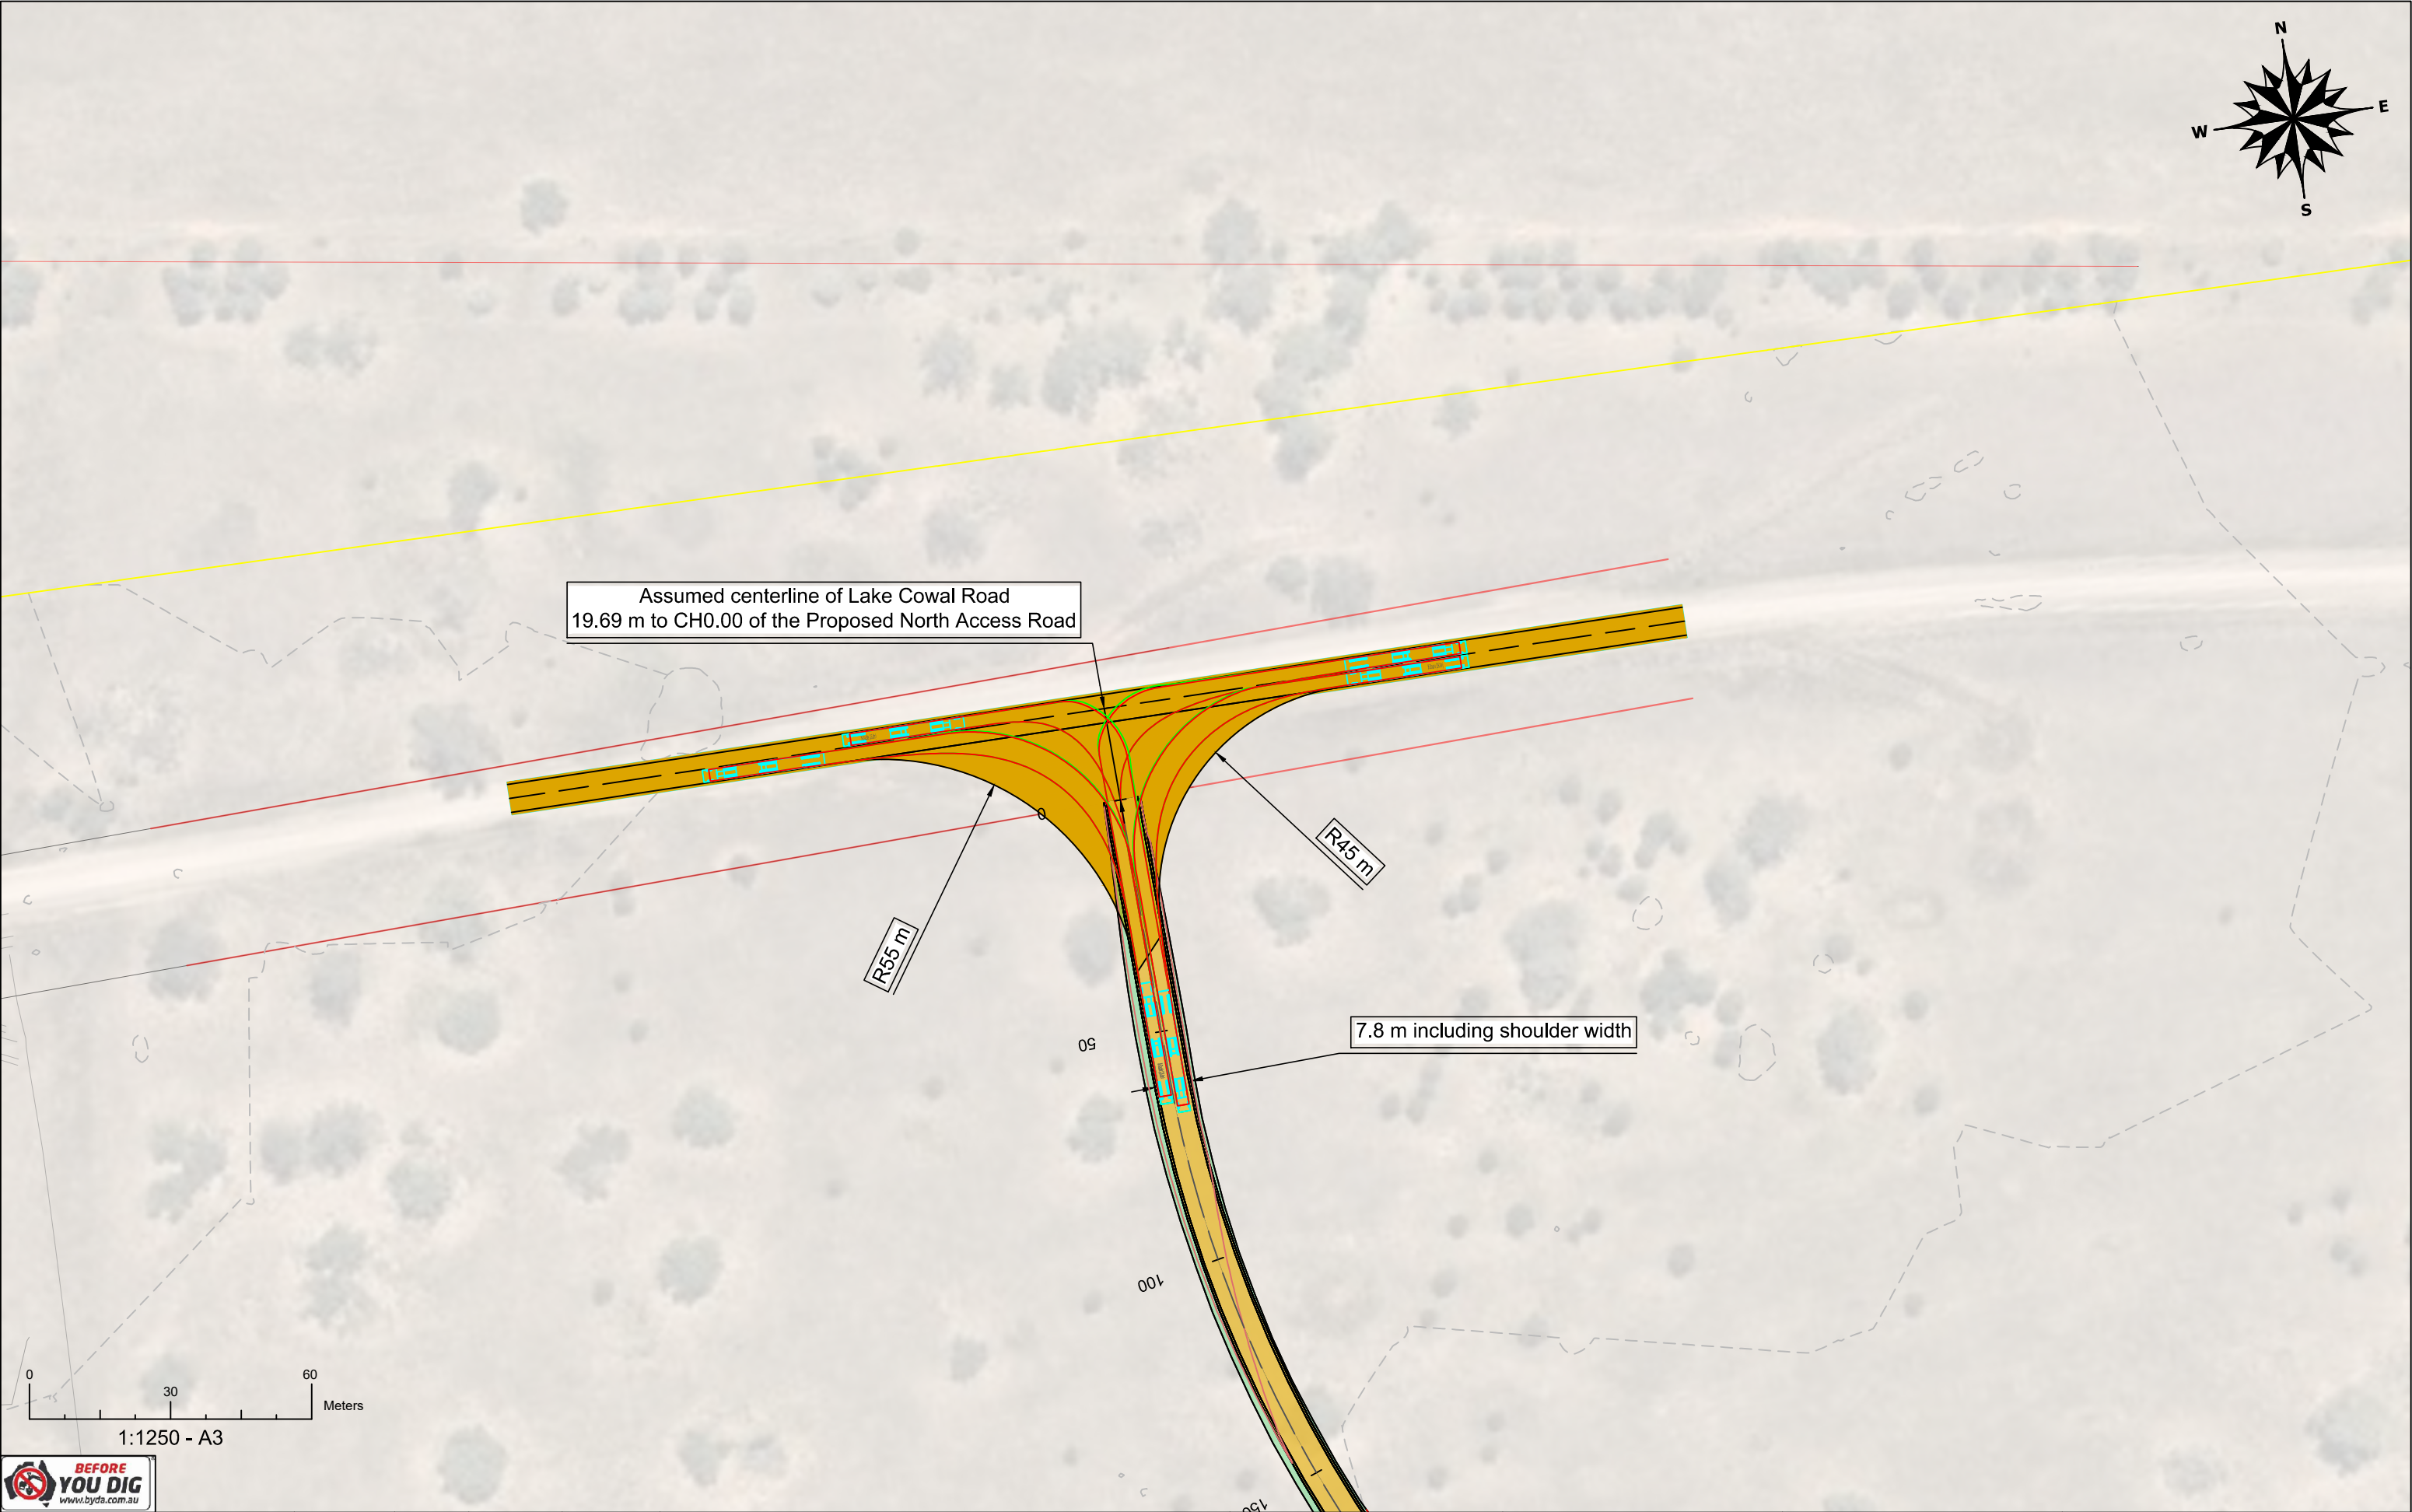 N
E
W
S
Assumed centerline of Lake Cowal Road
19.69 m to CH0.00 of the Proposed North Access Road
R45 m
0
R55 m
7.8 m including shoulder width
50
100
150
0
30
60
Meters
1:1250 - A3
BEFORE
YOU DIG
www.byda.com.au